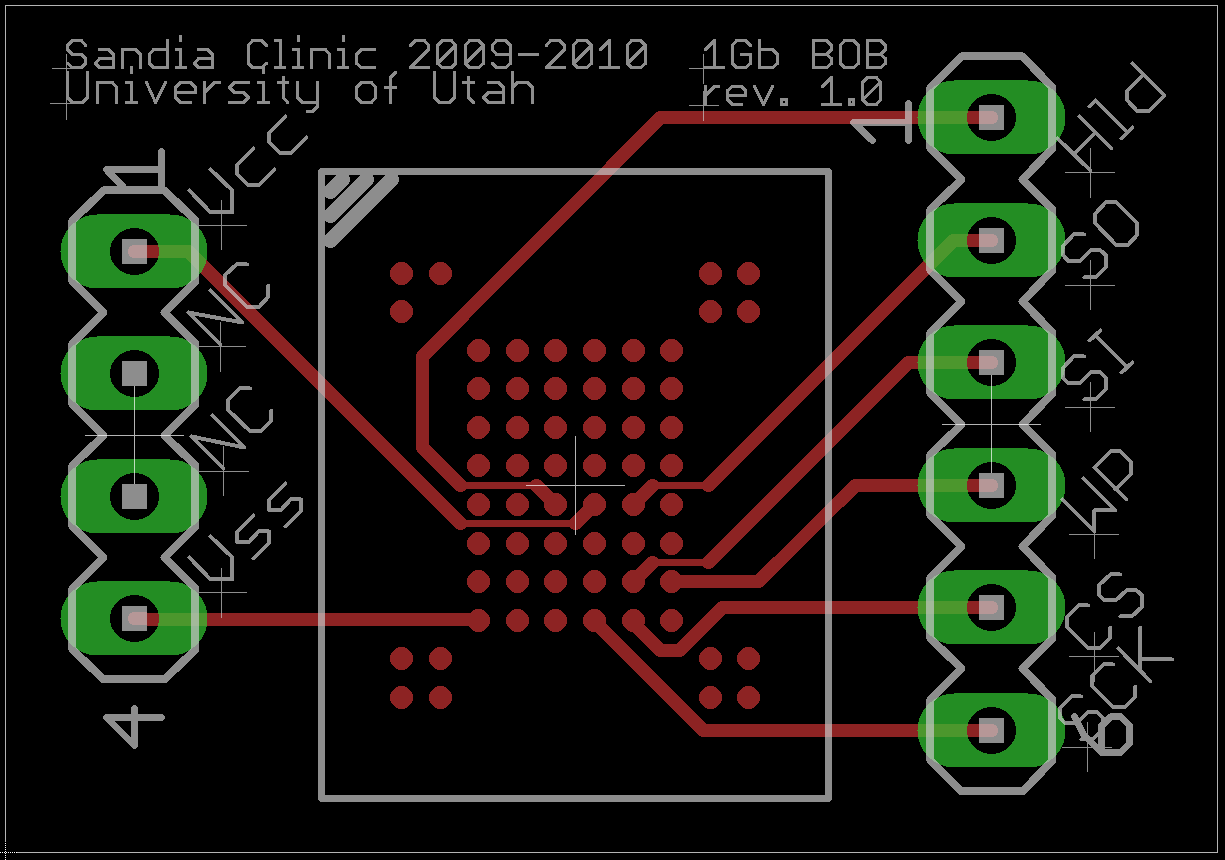 Sandia Clinic 2009-2010
University of Utah
1Gb BOB
rev. 1.0
1
Vcc
NC
NC
Vss
4
1
Hld
SO
SI
WP
CS
SCK
6